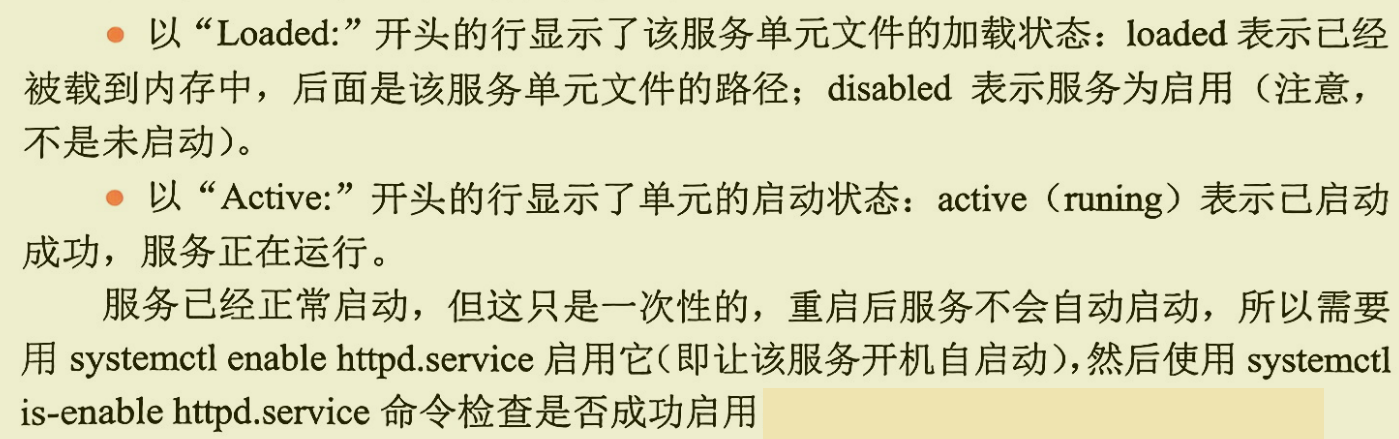 ● 以“Loaded:”开头的行显示了该服务单元文件的加载状态：loaded 表示已经
被载到内存中，后面是该服务单元文件的路径；disabled 表示服务为启用（注意，
不是未启动）。
● 以“Active:”开头的行显示了单元的启动状态：active（runing）表示已启动
成功，服务正在运行。
服务已经正常启动，但这只是一次性的，重启后服务不会自动启动，所以需要
用 systemctl enable httpd.service 启用它（即让该服务开机自启动），然后使用 systemctl
is-enable httpd.service 命令检查是否成功启用